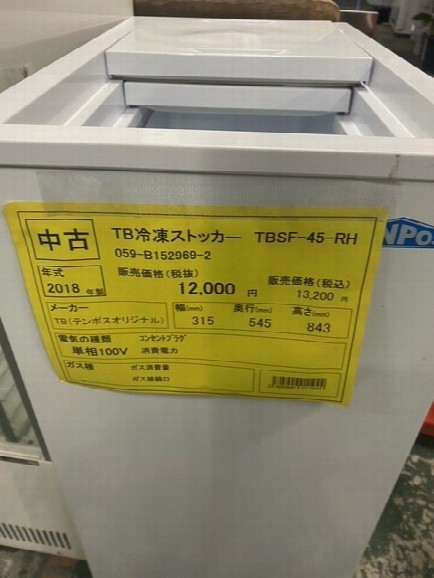 中古
TB冷凍ストッカー TBSF-45-RH
059-B152969-2
年式
2018 年製
販売価格(税抜)
12,000 円
販売価格(税込)
13,200 円
メーカー
TB(テンポスオリジナル)
幅(mm) 奥行(mm) 高さ(mm)
315 545 843
電気の種類 コンセントプラグ
単相100V 消費電力
ガス種 ガス消費量
ガス接続口
NPOS